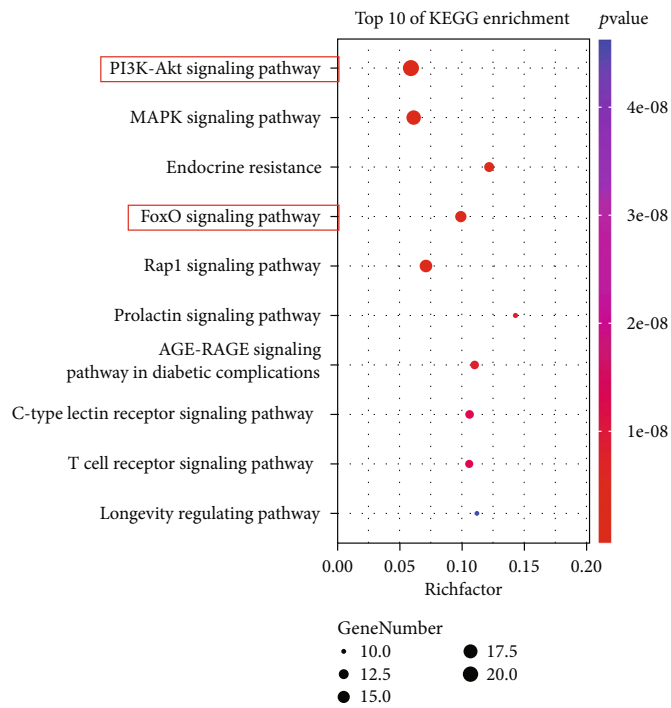 Top 10 of KEGG enrichment
pvalue
PI3K-Akt signaling pathway
MAPK signaling pathway
Endocrine resistance
FoxO signaling pathway
Rap1 signaling pathway
Prolactin signaling pathway
AGE-RAGE signaling
pathway in diabetic complications
C-type lectin receptor signaling pathway
T cell receptor signaling pathway
Longevity regulating pathway
4e-08
3e-08
2e-08
1e-08
0.00 0.05 0.10 0.15 0.20
Richfactor
GeneNumber
10.0 17.5
12.5 20.0
15.0